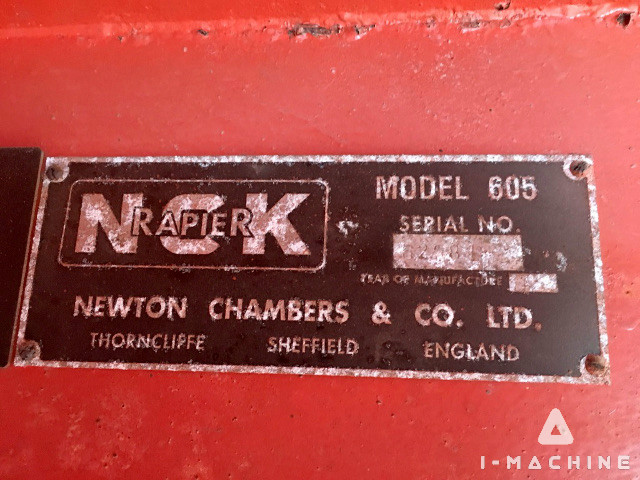 NCK
RAPIER
MODEL 605
SERIAL NO.
YEAR OF MANUFACTURE
NEWTON CHAMBERS & CO. LTD.
THORNCLIFFE SHEFFIELD ENGLAND
I-MACHINE